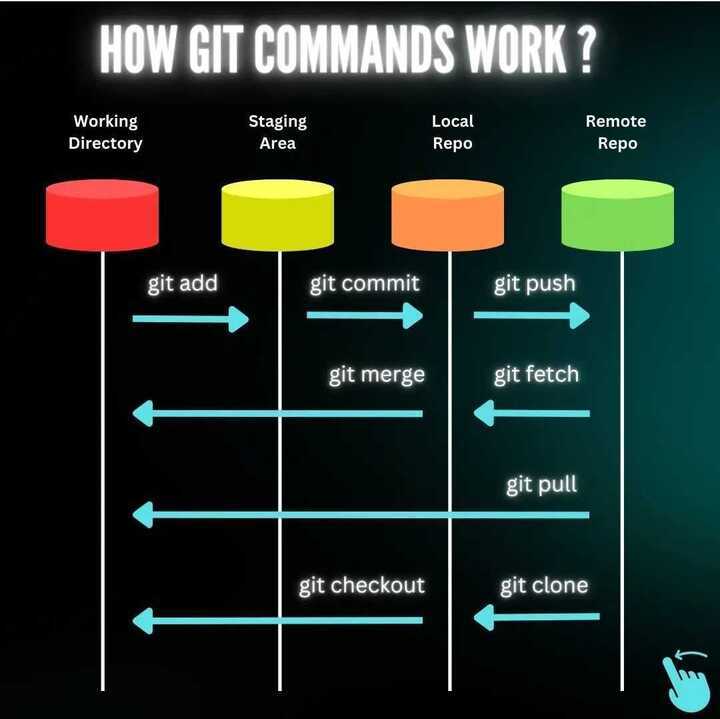 HOW GIT COMMANDS WORK ?
Working
Directory
Staging
Area
Local
Repo
Remote
Repo
git add
git commit
git push
git merge
git fetch
git pull
git checkout
git clone